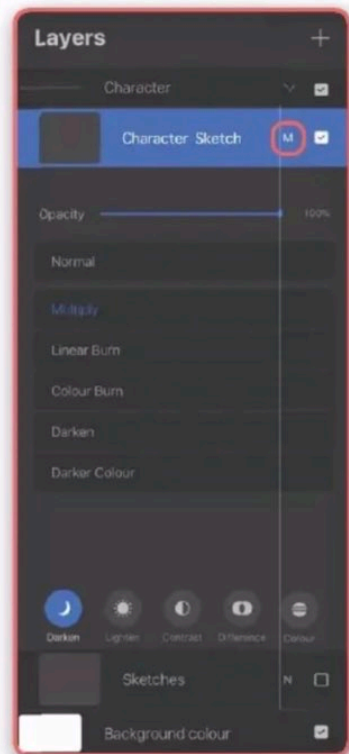 Layers +
Character
Character Sketch M
Opacity 100%
Normal
Multiply
Linear Burn
Colour Burn
Darken
Darker Colour
Darken Lighten Contrast Difference Colour
Sketches N
Background colour